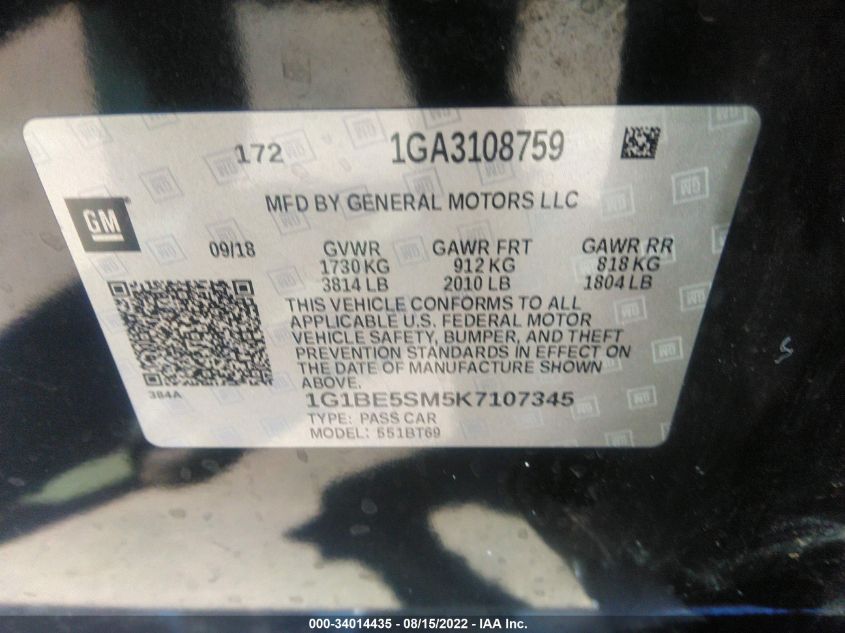 172 1GA3108759
MFD BY GENERAL MOTORS LLC
GM
09/18 GVWR GAWR FRT GAWR RR
1730 KG 912 KG 818 KG
3814 LB 2010 LB 1804 LB
THIS VEHICLE CONFORMS TO ALL
APPLICABLE U.S. FEDERAL MOTOR
VEHICLE SAFETY, BUMPER, AND THEFT
PREVENTION STANDARDS IN EFFECT ON
THE DATE OF MANUFACTURE SHOWN
ABOVE.
384A
1G1BE5SM5K7107345
TYPE: PASS CAR
MODEL: 551BT69
000-34014435 - 08/15/2022 - IAA Inc.